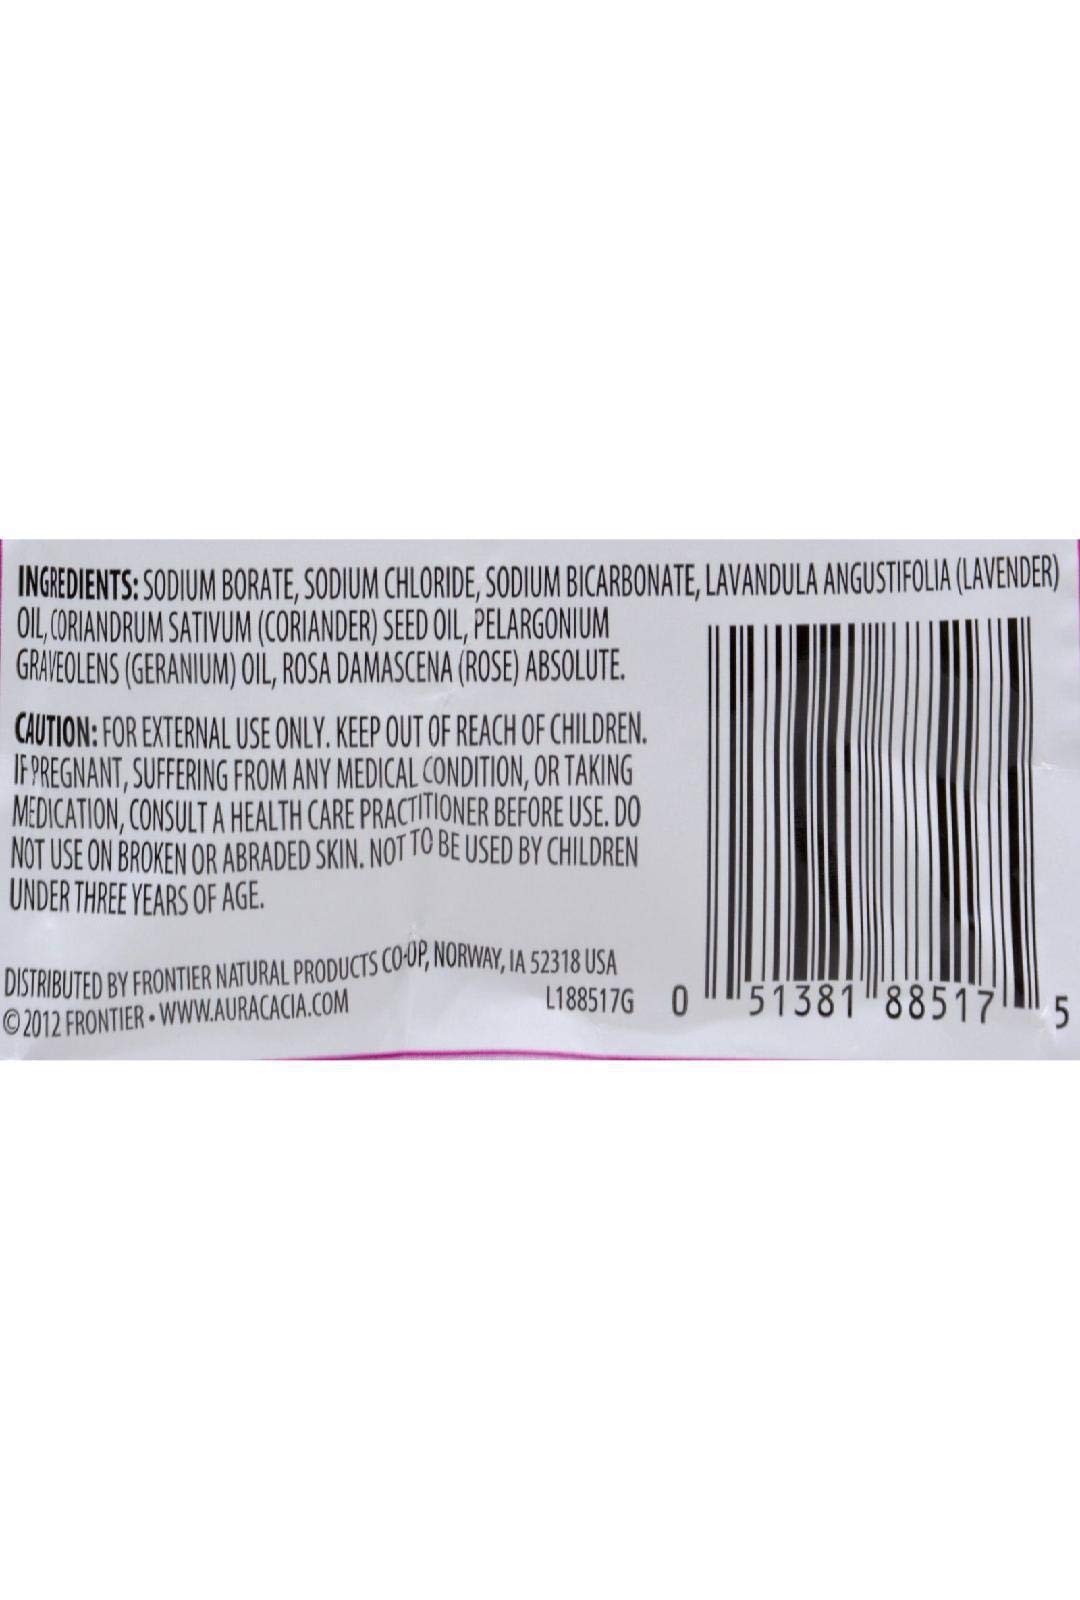 INGREDIENTS: SODIUM BORATE, SODIUM CHLORIDE, SODIUM BICARBONATE, LAVANDULA ANGUSTIFOLIA (LAVENDER)
OIL, CORIANDRUM SATIVUM (CORIANDER) SEED OIL, PELARGONIUM
GRAVEOLENS (GERANIUM) OIL, ROSA DAMASCENA (ROSE) ABSOLUTE.
CAUTION: FOR EXTERNAL USE ONLY. KEEP OUT OF REACH OF CHILDREN.
IF PREGNANT, SUFFERING FROM ANY MEDICAL CONDITION, OR TAKING
MEDICATION, CONSULT A HEALTH CARE PRACTITIONER BEFORE USE. DO
NOT USE ON BROKEN OR ABRADED SKIN. NOT TO BE USED BY CHILDREN
UNDER THREE YEARS OF AGE.
DISTRIBUTED BY FRONTIER NATURAL PRODUCTS CO-OP, NORWAY, IA 52318 USA
© 2012 FRONTIER • WWW.AURACACIA.COM
L188517G
0 51381 88517 5